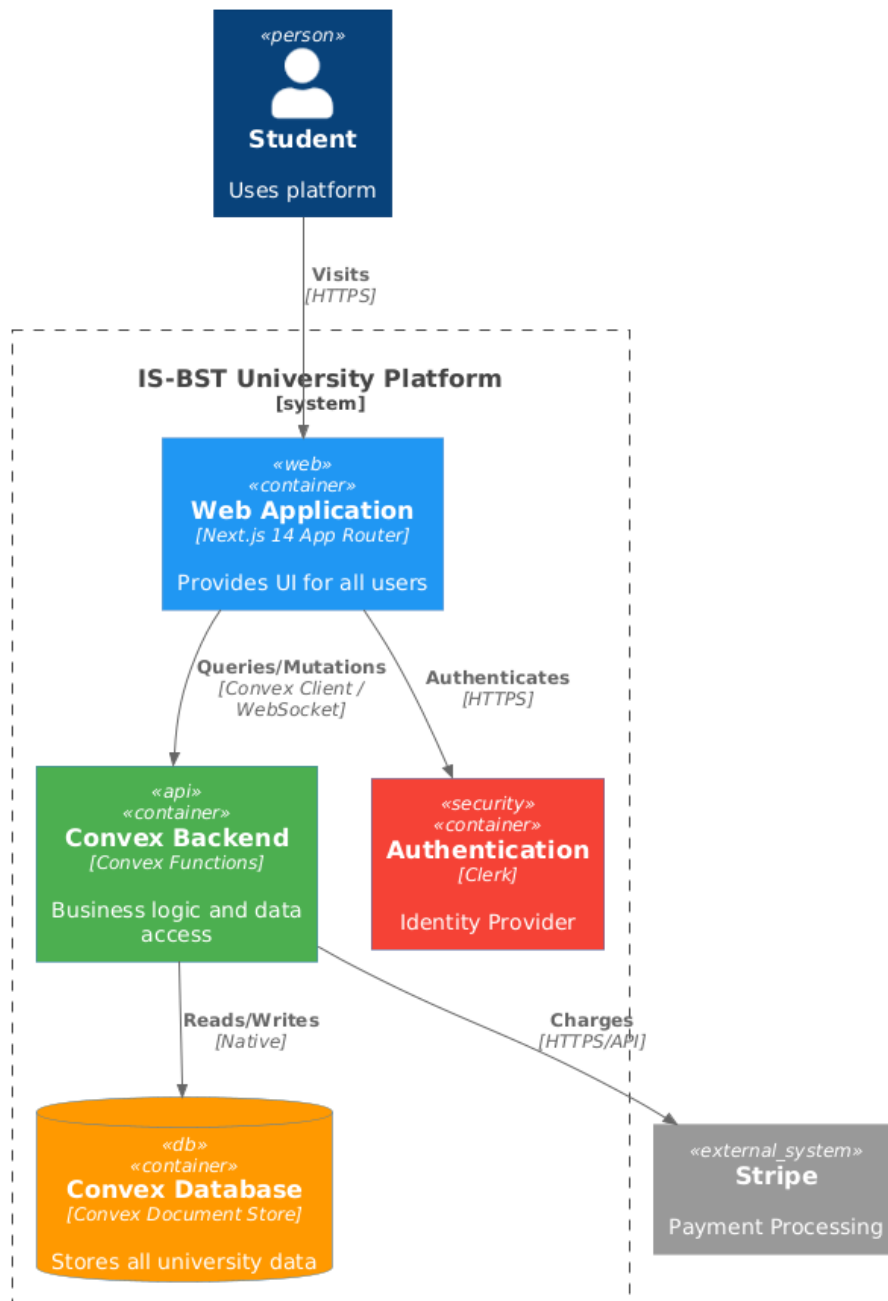 «person»
Student
Uses platform
Visits
[HTTPS]
IS-BST University Platform
[system]
«web»
«container»
Web Application
[Next.js 14 App Router]
Provides UI for all users
Queries/Mutations
[Convex Client /
WebSocket]
Authenticates
[HTTPS]
«api»
«container»
Convex Backend
[Convex Functions]
Business logic and data
access
«security»
«container»
Authentication
[Clerk]
Identity Provider
Reads/Writes
[Native]
Charges
[HTTPS/API]
«db»
«container»
Convex Database
[Convex Document Store]
Stores all university data
«external_system»
Stripe
Payment Processing